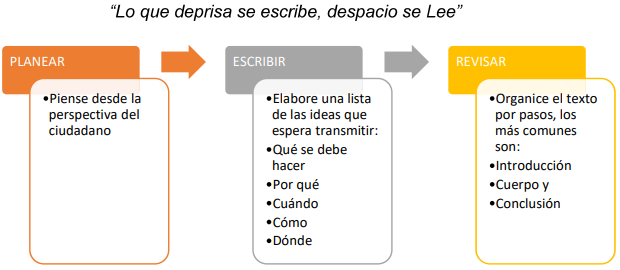 “Lo que deprisa se escribe, despacio se Lee”
PLANEAR
•Piense desde la
perspectiva del
ciudadano
ESCRIBIR
•Elabore una lista
de las ideas que
espera transmitir:
•Qué se debe
hacer
•Por qué
•Cuándo
•Cómo
•Dónde
REVISAR
•Organice el texto
por pasos, los
más comunes
son:
•Introducción
•Cuerpo y
•Conclusión